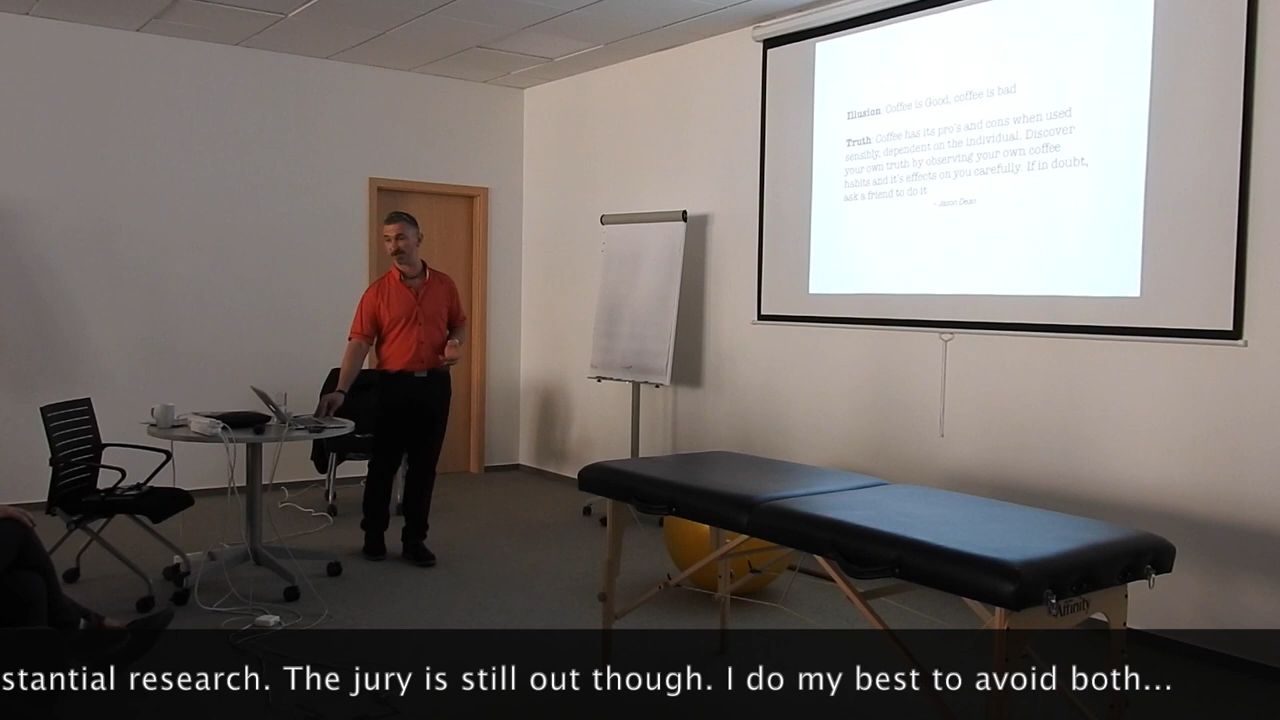 Illusion: Coffee is Good, coffee is bad
Truth: Coffee has its pro's and cons when used
sensibly, dependent on the individual. Discover
your own truth by observing your own coffee
habits and it's effects on you carefully. If in doubt,
ask a friend to do it
~ Jason Dean
Affinity
stantial research. The jury is still out though. I do my best to avoid both...